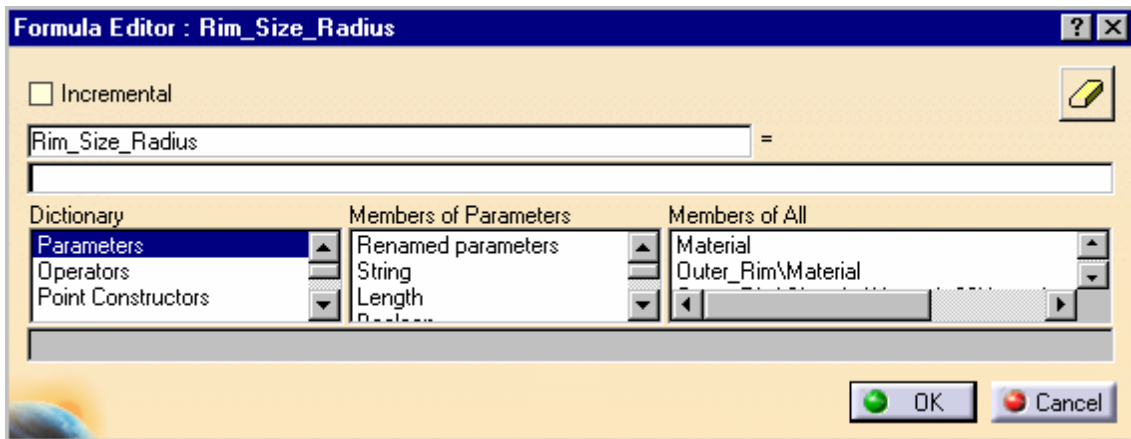 Formula Editor : Rim_Size_Radius
Incremental
Rim_Size_Radius =
Dictionary Members of Parameters Members of All
Parameters Renamed parameters Material
Operators String Outer_Rim\Material
Point Constructors Length
OK Cancel